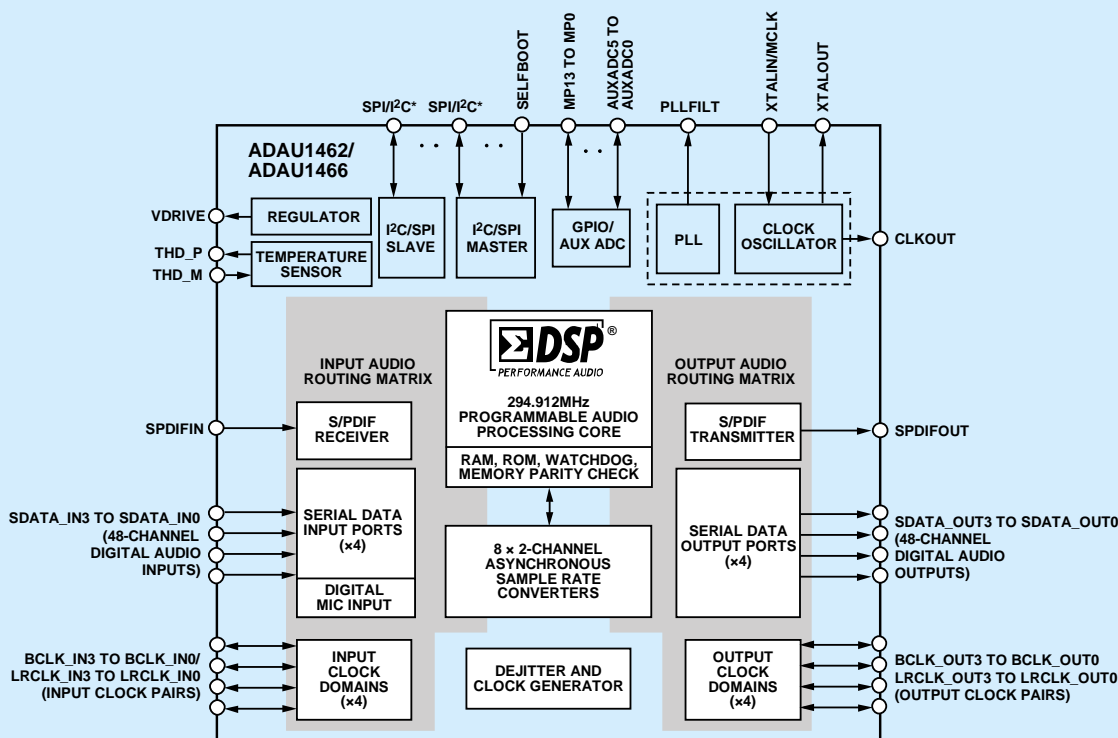 SPI/I²C*
SPI/I²C*
SELFBOOT
MP13 TO MP0
AUXADC5 TO
AUXADC0
PLLFILT
XTALIN/MCLK
XTALOUT
ADAU1462/
ADAU1466
VDRIVE
REGULATOR
THD_P
THD_M
TEMPERATURE
SENSOR
I²C/SPI
SLAVE
I²C/SPI
MASTER
GPIO/
AUX ADC
PLL
CLOCK
OSCILLATOR
CLKOUT
INPUT AUDIO
ROUTING MATRIX
ΣDSP®
PERFORMANCE AUDIO
294.912MHz
PROGRAMMABLE AUDIO
PROCESSING CORE
RAM, ROM, WATCHDOG,
MEMORY PARITY CHECK
OUTPUT AUDIO
ROUTING MATRIX
SPDIFIN
S/PDIF
RECEIVER
S/PDIF
TRANSMITTER
SPDIFOUT
SDATA_IN3 TO SDATA_IN0
(48-CHANNEL
DIGITAL AUDIO
INPUTS)
SERIAL DATA
INPUT PORTS
(×4)
DIGITAL
MIC INPUT
8 × 2-CHANNEL
ASYNCHRONOUS
SAMPLE RATE
CONVERTERS
SERIAL DATA
OUTPUT PORTS
(×4)
SDATA_OUT3 TO SDATA_OUT0
(48-CHANNEL
DIGITAL AUDIO
OUTPUTS)
BCLK_IN3 TO BCLK_IN0/
LRCLK_IN3 TO LRCLK_IN0
(INPUT CLOCK PAIRS)
INPUT
CLOCK
DOMAINS
(×4)
DEJITTER AND
CLOCK GENERATOR
OUTPUT
CLOCK
DOMAINS
(×4)
BCLK_OUT3 TO BCLK_OUT0
LRCLK_OUT3 TO LRCLK_OUT0
(OUTPUT CLOCK PAIRS)